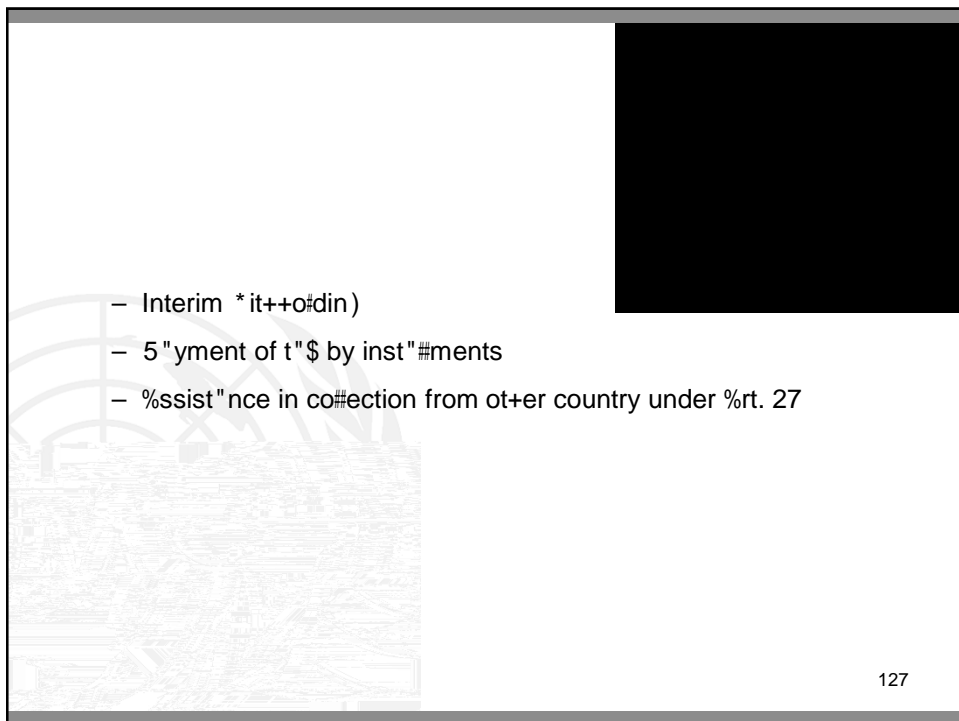 – Interim *it++o#din)
– 5"yment of t"$ by inst"#ments
– %ssist"nce in co#ection from ot+er country under %rt. 27
127